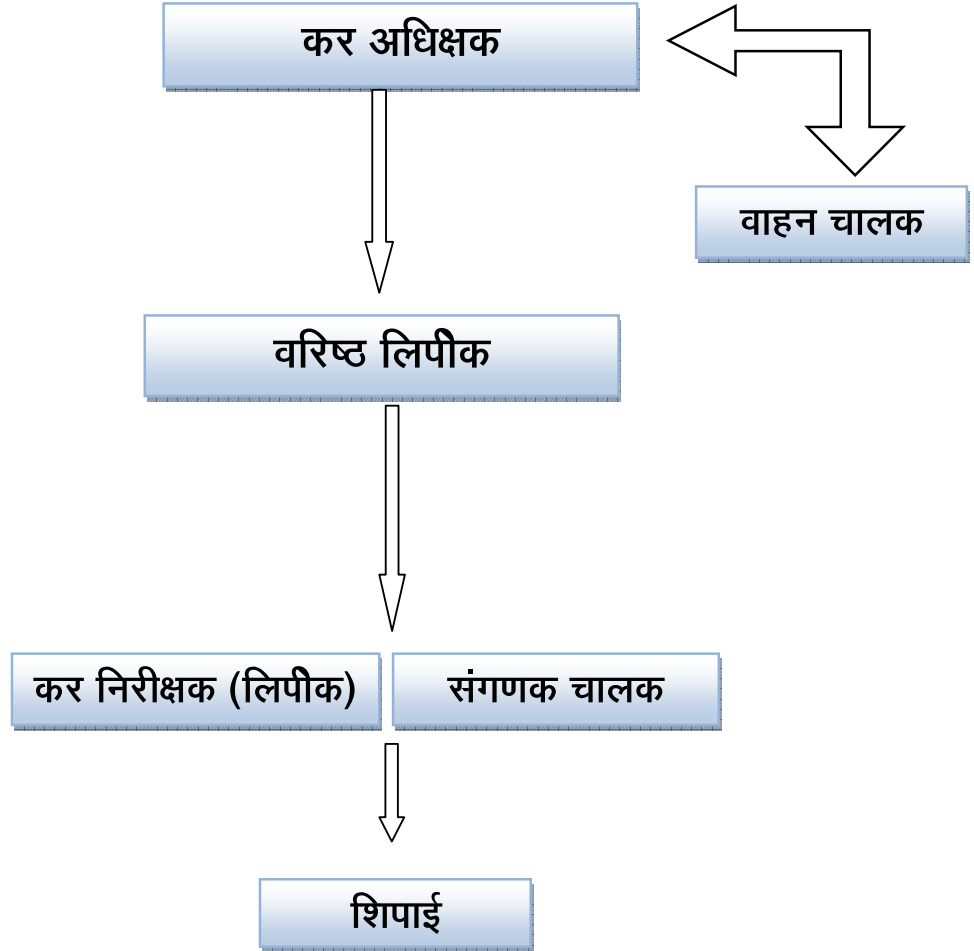 कर अधिक्षक
वाहन चालक
वरिष्ठ लिपीक
कर निरीक्षक (लिपीक)
संगणक चालक
शिपाई